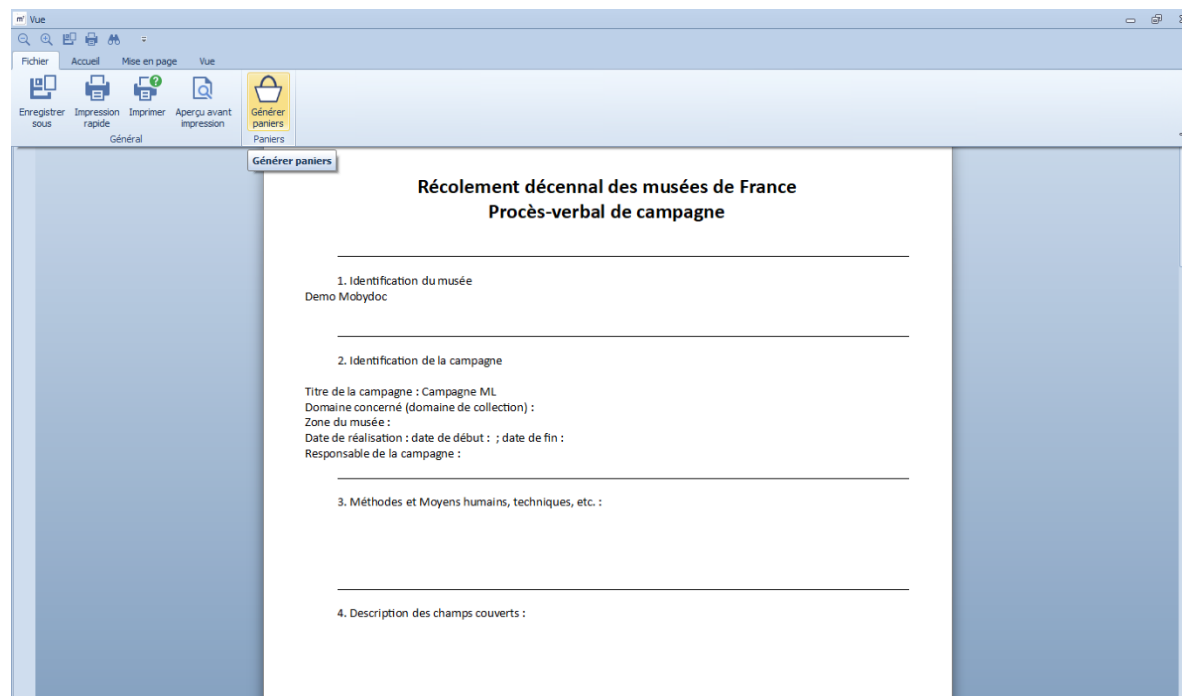 Vue
Fichier Accueil Mise en page Vue
Enregistrer sous
Impression rapide
Imprimer
Aperçu avant impression
Générer paniers
Général
Paniers
Générer paniers
Récolement décennal des musées de France
Procès-verbal de campagne
1. Identification du musée
Demo Mobydoc
2. Identification de la campagne
Titre de la campagne : Campagne ML
Domaine concerné (domaine de collection) :
Zone du musée :
Date de réalisation : date de début : ; date de fin :
Responsable de la campagne :
3. Méthodes et Moyens humains, techniques, etc. :
4. Description des champs couverts :